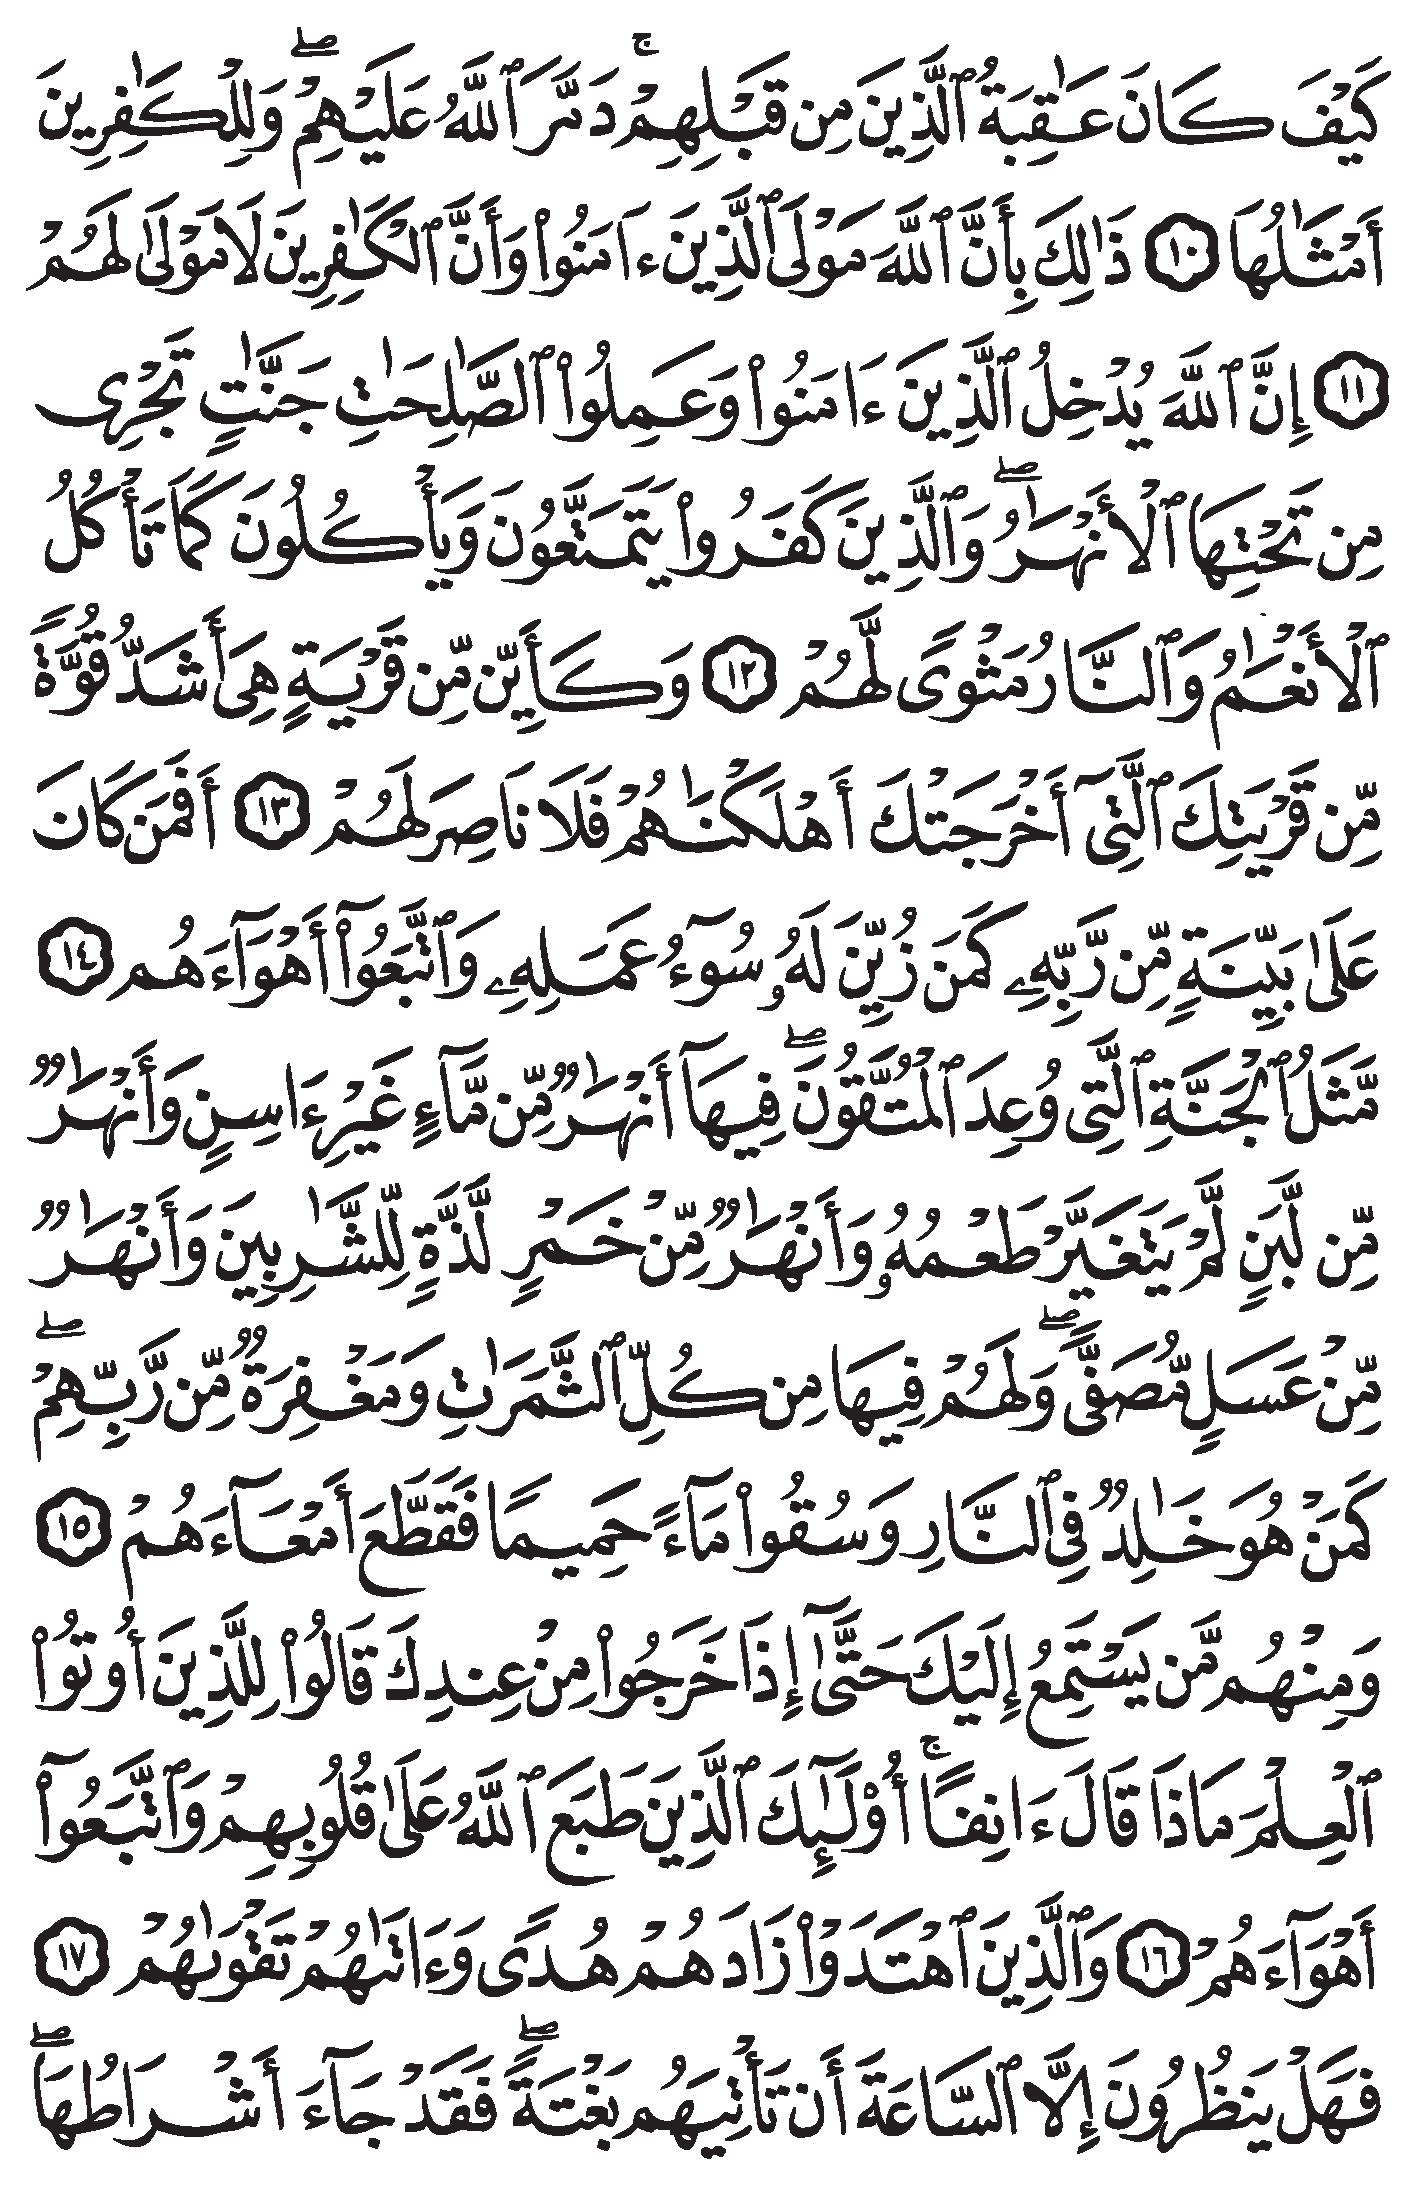 كَيْفَ كَانَ عَٰقِبَةُ ٱلَّذِينَ مِن قَبْلِهِمْ ۚ دَمَّرَ ٱللَّهُ عَلَيْهِمْ ۖ وَلِلْكَٰفِرِينَ
أَمْثَٰلُهَا ١٠ ذَٰلِكَ بِأَنَّ ٱللَّهَ مَوْلَى ٱلَّذِينَ ءَامَنُوا۟ وَأَنَّ ٱلْكَٰفِرِينَ لَا مَوْلَىٰ لَهُمْ
١١ إِنَّ ٱللَّهَ يُدْخِلُ ٱلَّذِينَ ءَامَنُوا۟ وَعَمِلُوا۟ ٱلصَّٰلِحَٰتِ جَنَّٰتٍ تَجْرِى
مِن تَحْتِهَا ٱلْأَنْهَٰرُ ۖ وَٱلَّذِينَ كَفَرُوا۟ يَتَمَتَّعُونَ وَيَأْكُلُونَ كَمَا تَأْكُلُ
ٱلْأَنْعَٰمُ وَٱلنَّارُ مَثْوًى لَّهُمْ ١٢ وَكَأَيِّن مِّن قَرْيَةٍ هِىَ أَشَدُّ قُوَّةً
مِّن قَرْيَتِكَ ٱلَّتِىٓ أَخْرَجَتْكَ أَهْلَكْنَٰهُمْ فَلَا نَاصِرَ لَهُمْ ١٣ أَفَمَن كَانَ
عَلَىٰ بَيِّنَةٍ مِّن رَّبِّهِۦ كَمَن زُيِّنَ لَهُۥ سُوٓءُ عَمَلِهِۦ وَٱتَّبَعُوٓا۟ أَهْوَآءَهُم ١٤
مَّثَلُ ٱلْجَنَّةِ ٱلَّتِى وُعِدَ ٱلْمُتَّقُونَ ۖ فِيهَآ أَنْهَٰرٌ مِّن مَّآءٍ غَيْرِ ءَاسِنٍ وَأَنْهَٰرٌ
مِّن لَّبَنٍ لَّمْ يَتَغَيَّرْ طَعْمُهُۥ وَأَنْهَٰرٌ مِّنْ خَمْرٍ لَّذَّةٍ لِّلشَّٰرِبِينَ وَأَنْهَٰرٌ
مِّنْ عَسَلٍ مُّصَفًّى ۖ وَلَهُمْ فِيهَا مِن كُلِّ ٱلثَّمَرَٰتِ وَمَغْفِرَةٌ مِّن رَّبِّهِمْ ۖ
كَمَنْ هُوَ خَٰلِدٌ فِى ٱلنَّارِ وَسُقُوا۟ مَآءً حَمِيمًا فَقَطَّعَ أَمْعَآءَهُمْ ١٥
وَمِنْهُم مَّن يَسْتَمِعُ إِلَيْكَ حَتَّىٰٓ إِذَا خَرَجُوا۟ مِنْ عِندِكَ قَالُوا۟ لِلَّذِينَ أُوتُوا۟
ٱلْعِلْمَ مَاذَا قَالَ ءَانِفًا ۚ أُو۟لَٰٓئِكَ ٱلَّذِينَ طَبَعَ ٱللَّهُ عَلَىٰ قُلُوبِهِمْ وَٱتَّبَعُوٓا۟
أَهْوَآءَهُمْ ١٦ وَٱلَّذِينَ ٱهْتَدَوْا۟ زَادَهُمْ هُدًى وَءَاتَىٰهُمْ تَقْوَىٰهُمْ ١٧
فَهَلْ يَنظُرُونَ إِلَّا ٱلسَّاعَةَ أَن تَأْتِيَهُم بَغْتَةً ۖ فَقَدْ جَآءَ أَشْرَاطُهَا ۖ